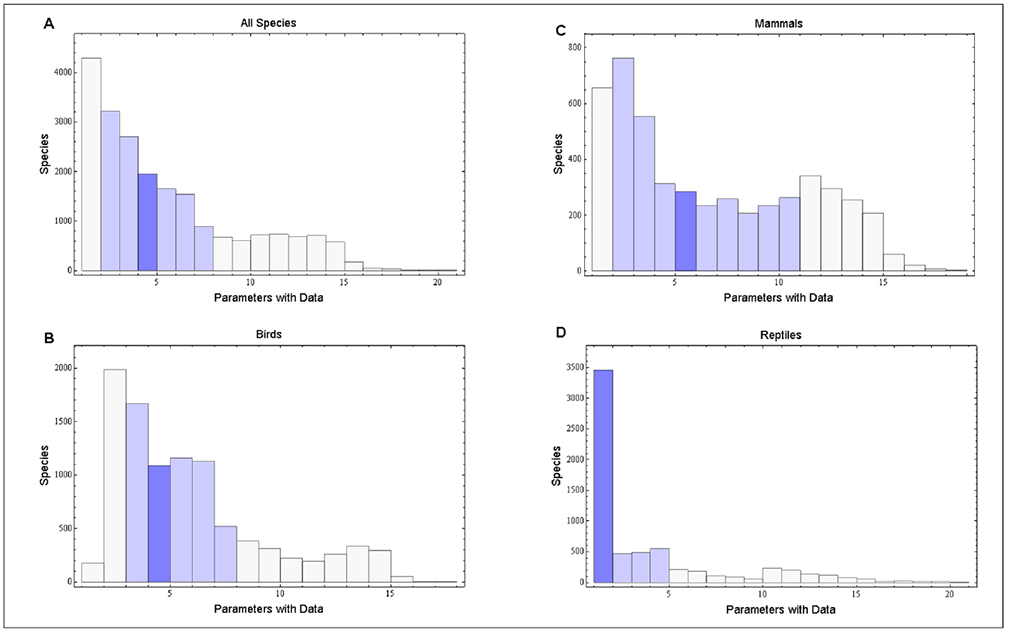 A
All Species
4000
3000
2000
1000
0
Species
5 10 15 20
Parameters with Data
C
Mammals
800
600
400
200
0
Species
5 10 15
Parameters with Data
B
Birds
2000
1500
1000
500
0
Species
5 10 15
Parameters with Data
D
Reptiles
3500
3000
2500
2000
1500
1000
500
0
Species
5 10 15 20
Parameters with Data